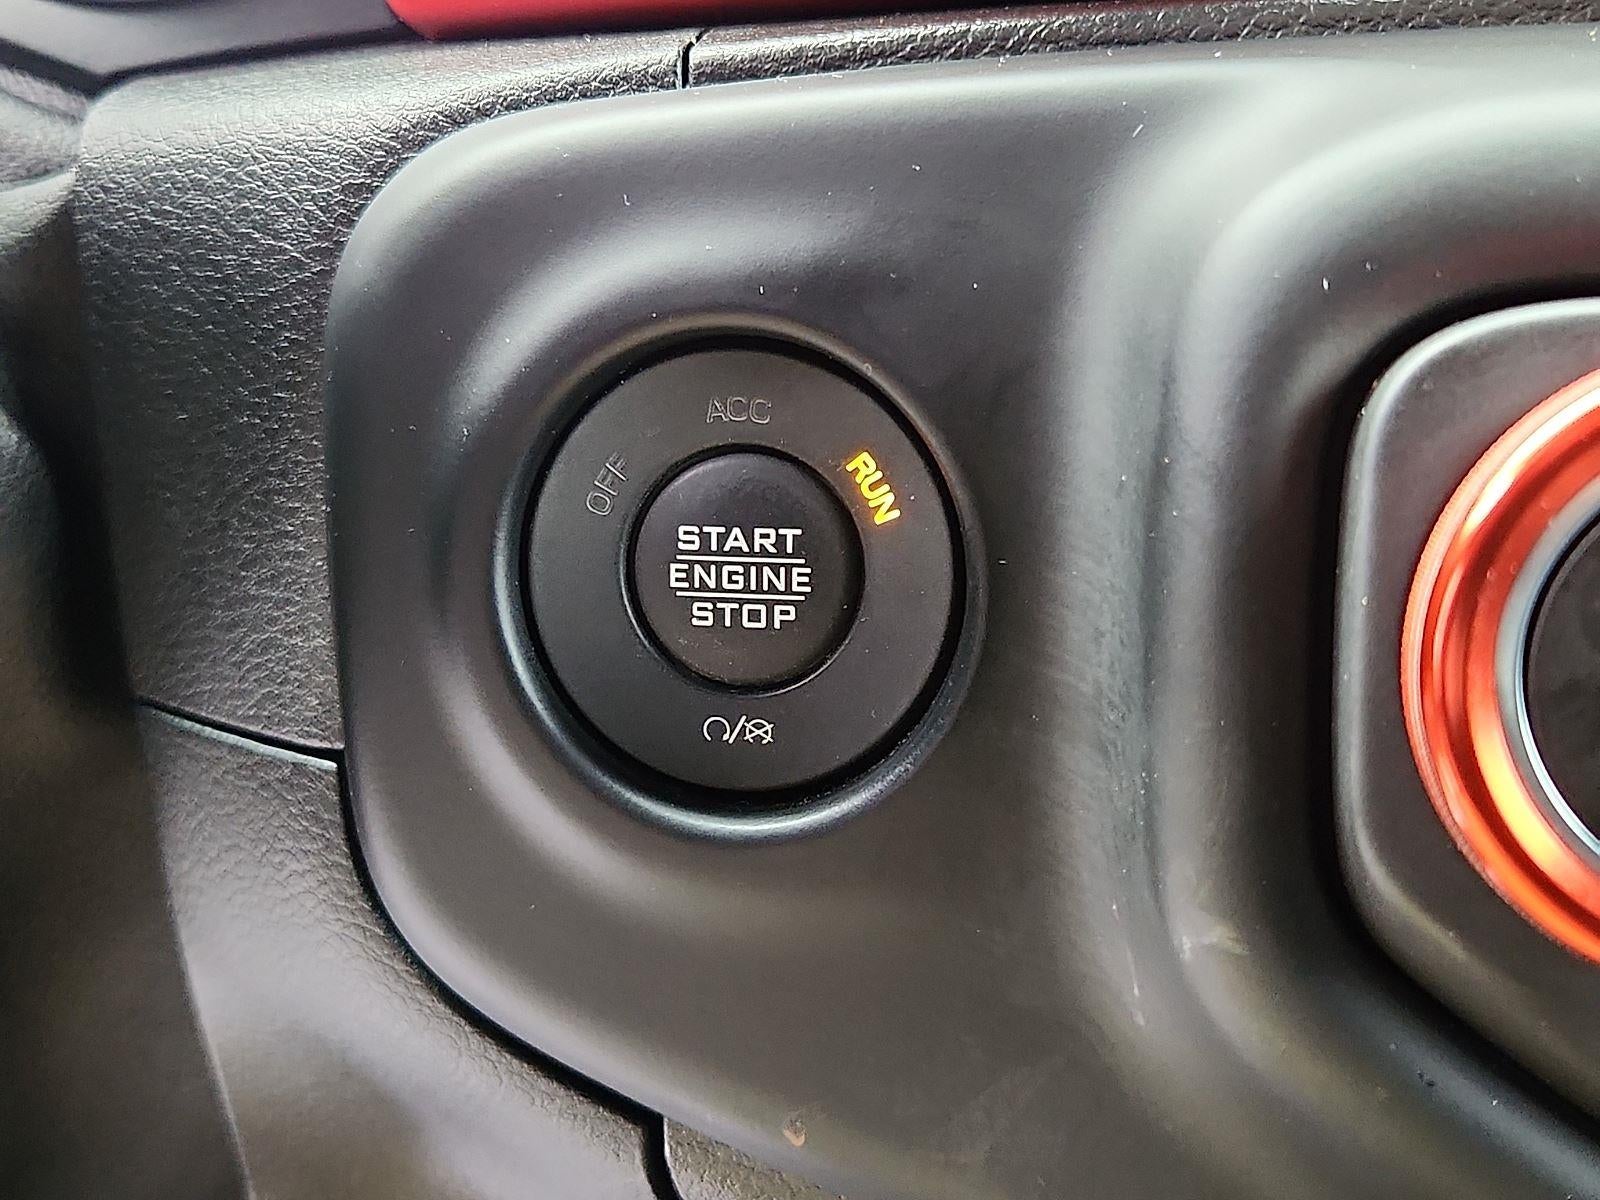 ACC
OFF
RUN
START
ENGINE
STOP